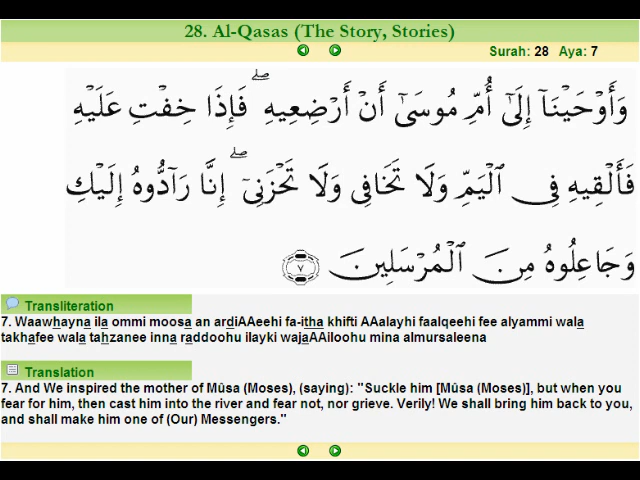 28. Al-Qasas (The Story, Stories)
Surah: 28 Aya: 7
وَأَوْحَيْنَآ إِلَىٰٓ أُمِّ مُوسَىٰٓ أَنْ أَرْضِعِيهِ ۖ فَإِذَا خِفْتِ عَلَيْهِ
فَأَلْقِيهِ فِى ٱلْيَمِّ وَلَا تَخَافِى وَلَا تَحْزَنِىٓ ۖ إِنَّا رَآدُّوهُ إِلَيْكِ
وَجَاعِلُوهُ مِنَ ٱلْمُرْسَلِينَ ٧
Transliteration
7. Waawhayna ila ommi moosa an ardiAAeehi fa-itha khifti AAalayhi faalqeehi fee alyammi wala
takhafee wala tahzanee inna raddoohu ilayki wajaAAiloohu mina almursaleena
Translation
7. And We inspired the mother of Mûsa (Moses), (saying): "Suckle him [Mûsa (Moses)], but when you
fear for him, then cast him into the river and fear not, nor grieve. Verily! We shall bring him back to you,
and shall make him one of (Our) Messengers."